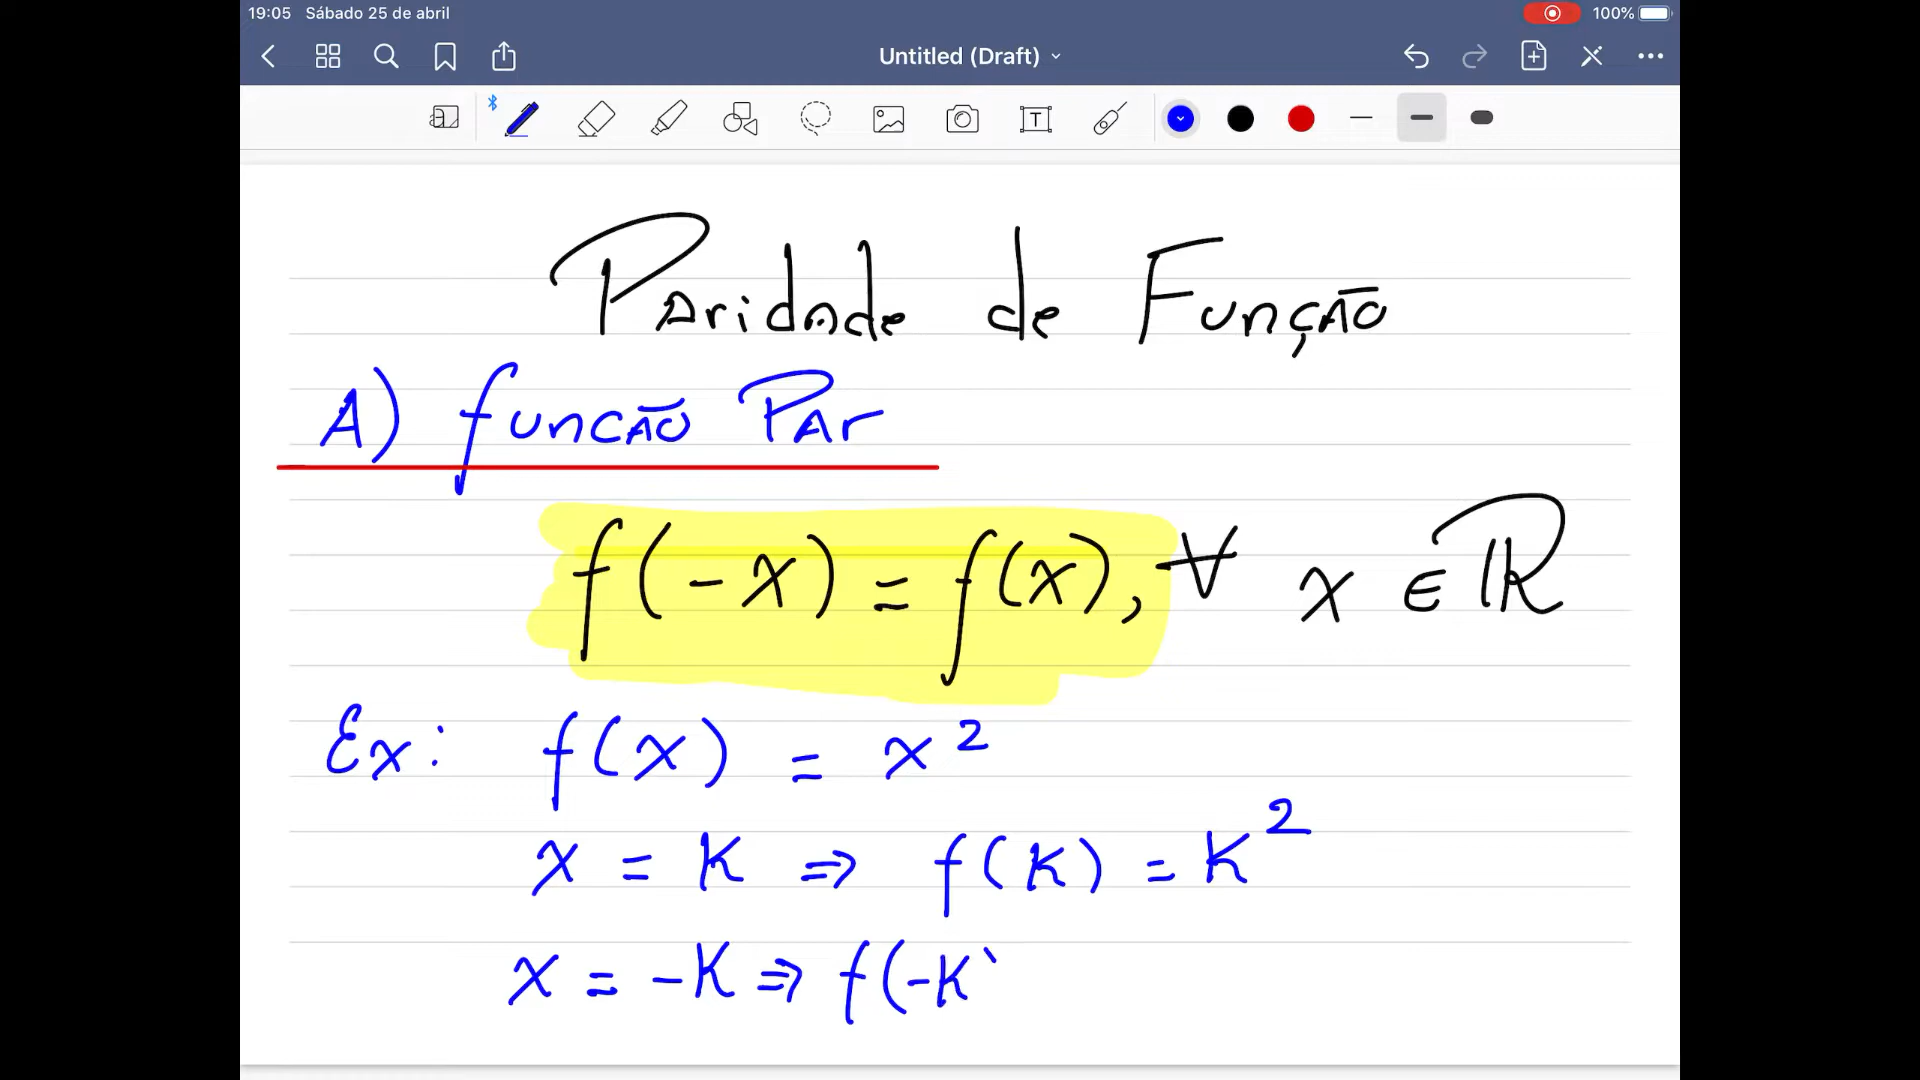 19:05 Sábado 25 de abril 100%
Untitled (Draft)
Paridade de Função
A) função Par
f(-x) = f(x), ∀ x ∈ ℝ
Ex: f(x) = x²
x = K ⇒ f(K) = K²
x = -K ⇒ f(-K